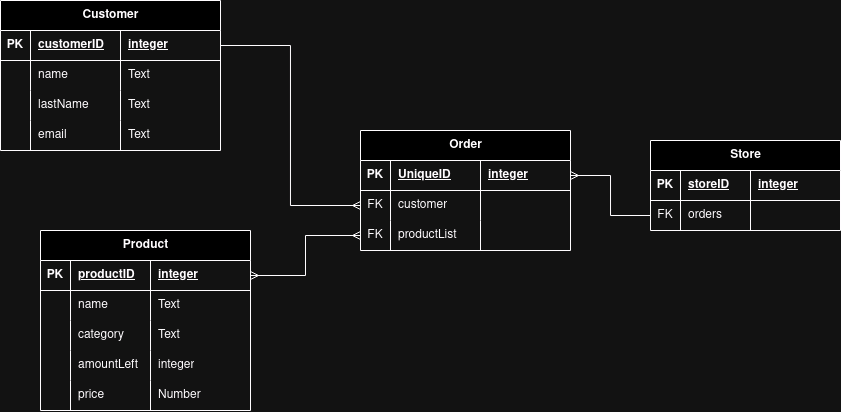 Customer
PK customerID integer
name Text
lastName Text
email Text
Order
PK UniqueID integer
FK customer
FK productList
Store
PK storeID integer
FK orders
Product
PK productID integer
name Text
category Text
amountLeft integer
price Number